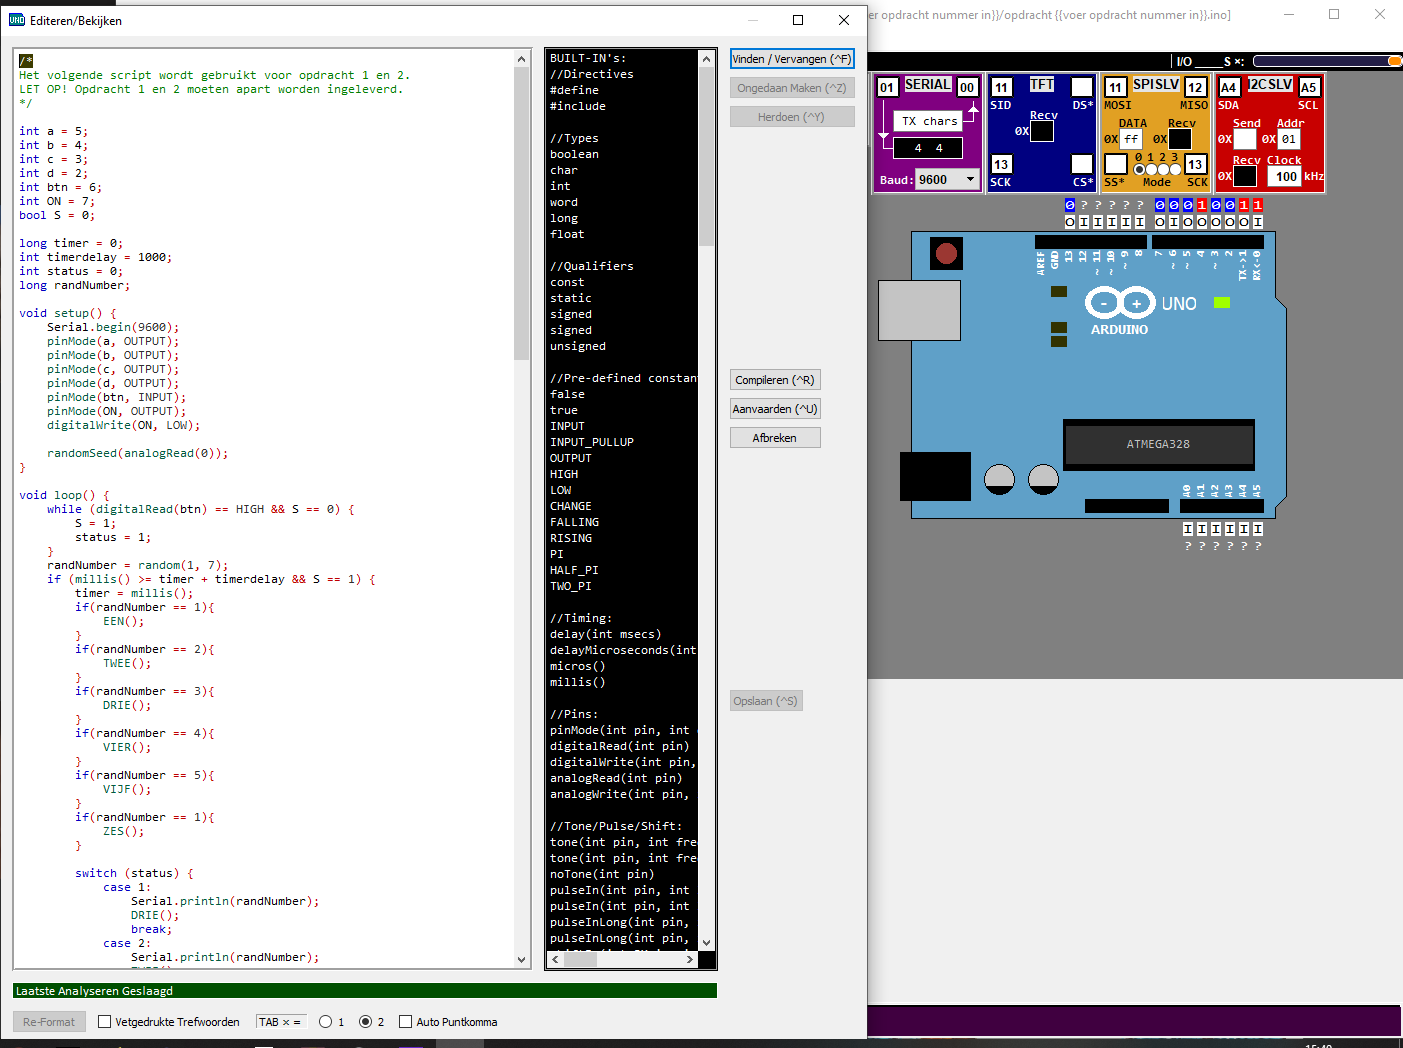 Editeren/Bekijken
er opdracht nummer in}}/opdracht {{voer opdracht nummer in}}.ino]
/*
Het volgende script wordt gebruikt voor opdracht 1 en 2.
LET OP! Opdracht 1 en 2 moeten apart worden ingeleverd.
*/
int a = 5;
int b = 4;
int c = 3;
int d = 2;
int btn = 6;
int ON = 7;
bool S = 0;
long timer = 0;
int timerdelay = 1000;
int status = 0;
long randNumber;
void setup() {
Serial.begin(9600);
pinMode(a, OUTPUT);
pinMode(b, OUTPUT);
pinMode(c, OUTPUT);
pinMode(d, OUTPUT);
pinMode(btn, INPUT);
pinMode(ON, OUTPUT);
digitalWrite(ON, LOW);
randomSeed(analogRead(0));
}
void loop() {
while (digitalRead(btn) == HIGH && S == 0) {
S = 1;
status = 1;
}
randNumber = random(1, 7);
if (millis() >= timer + timerdelay && S == 1) {
timer = millis();
if(randNumber == 1){
EEN();
}
if(randNumber == 2){
TWEE();
}
if(randNumber == 3){
DRIE();
}
if(randNumber == 4){
VIER();
}
if(randNumber == 5){
VIJF();
}
if(randNumber == 1){
ZES();
}
switch (status) {
case 1:
Serial.println(randNumber);
DRIE();
break;
case 2:
Serial.println(randNumber);
BUILT-IN's:
//Directives
#define
#include
//Types
boolean
char
int
word
long
float
//Qualifiers
const
static
signed
signed
unsigned
//Pre-defined constan
false
true
INPUT
INPUT_PULLUP
OUTPUT
HIGH
LOW
CHANGE
FALLING
RISING
PI
HALF_PI
TWO_PI
//Timing:
delay(int msecs)
delayMicroseconds(int
micros()
millis()
//Pins:
pinMode(int pin, int
digitalRead(int pin)
digitalWrite(int pin,
analogRead(int pin)
analogWrite(int pin,
//Tone/Pulse/Shift:
tone(int pin, int fre
tone(int pin, int fre
noTone(int pin)
pulseIn(int pin, int
pulseIn(int pin, int
pulseInLong(int pin,
pulseInLong(int pin,
Vinden / Vervangen (^F)
Ongedaan Maken (^Z)
Herdoen (^Y)
Compileren (^R)
Aanvaarden (^U)
Afbreken
Opslaan (^S)
Laatste Analyseren Geslaagd
Re-Format
Vetgedrukte Trefwoorden
TAB × =
1
2
Auto Puntkomma
I/O ____S ×:
01 SERIAL 00
TX chars
4 4
Baud: 9600
11 TFT
SID DS*
Recv
0X
13
SCK CS*
11 SPISLV 12
MOSI MISO
DATA Recv
0X ff 0X
0 1 2 3
13
SS* Mode SCK
A4 I2CSLV A5
SDA SCL
Send Addr
0X 0X 01
Recv Clock
0X 100 kHz
0 ? ? ? ? ? 0 0 0 1 0 0 1 1
O I I I I I O I O O O O O I
AREF GND 13 12 ~ 11 ~ 10 ~ 9 8 7 ~ 6 ~ 5 4 ~ 3 2 TX->1 RX<-0
- + UNO
ARDUINO
ATMEGA328
A0 A1 A2 A3 A4 A5
I I I I I I
? ? ? ? ? ?